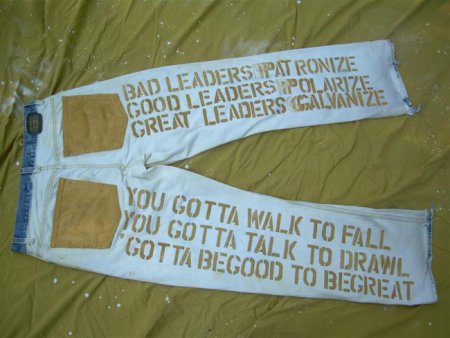 BAD LEADERS PATRONIZE
GOOD LEADERS POLARIZE
GREAT LEADERS GALVANIZE
YOU GOTTA WALK TO FALL
YOU GOTTA TALK TO DRAWL
'GOTTA BEGOOD TO BEGREAT